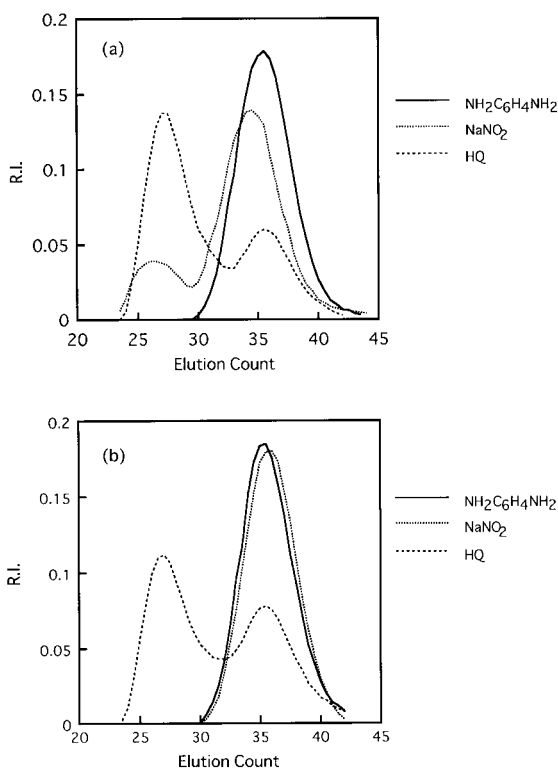 0.2
(a)
0.15
0.1
0.05
0
R.I.
20 25 30 35 40 45
Elution Count
NH2C6H4NH2
NaNO2
HQ
0.2
(b)
0.15
0.1
0.05
0
R.I.
20 25 30 35 40 45
Elution Count
NH2C6H4NH2
NaNO2
HQ